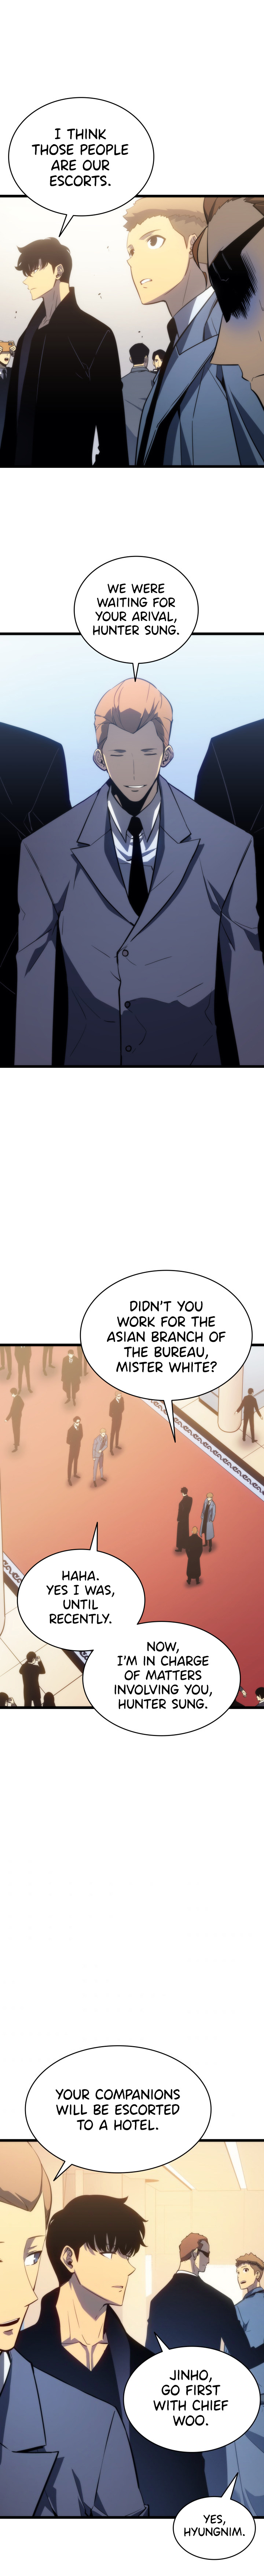 I THINK
THOSE PEOPLE
ARE OUR
ESCORTS.
WE WERE
WAITING FOR
YOUR ARIVAL,
HUNTER SUNG.
DIDN'T YOU
WORK FOR THE
ASIAN BRANCH OF
THE BUREAU,
MISTER WHITE?
HAHA.
YES I WAS,
UNTIL
RECENTLY.
NOW,
I'M IN CHARGE
OF MATTERS
INVOLVING YOU,
HUNTER SUNG.
YOUR COMPANIONS
WILL BE ESCORTED
TO A HOTEL.
JINHO,
GO FIRST
WITH CHIEF
WOO.
YES,
HYUNGNIM.